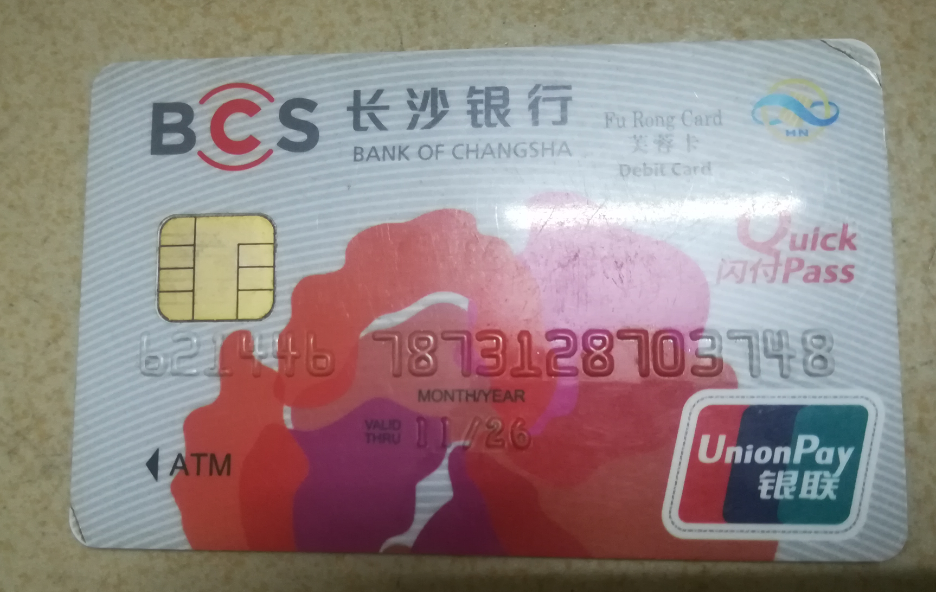 BCS 长沙银行
BANK OF CHANGSHA
Fu Rong Card
芙蓉卡
Debit Card
HN
Quick
闪付Pass
621446 7873128703748
MONTH/YEAR
VALID
THRU 11/26
ATM
UnionPay
银联